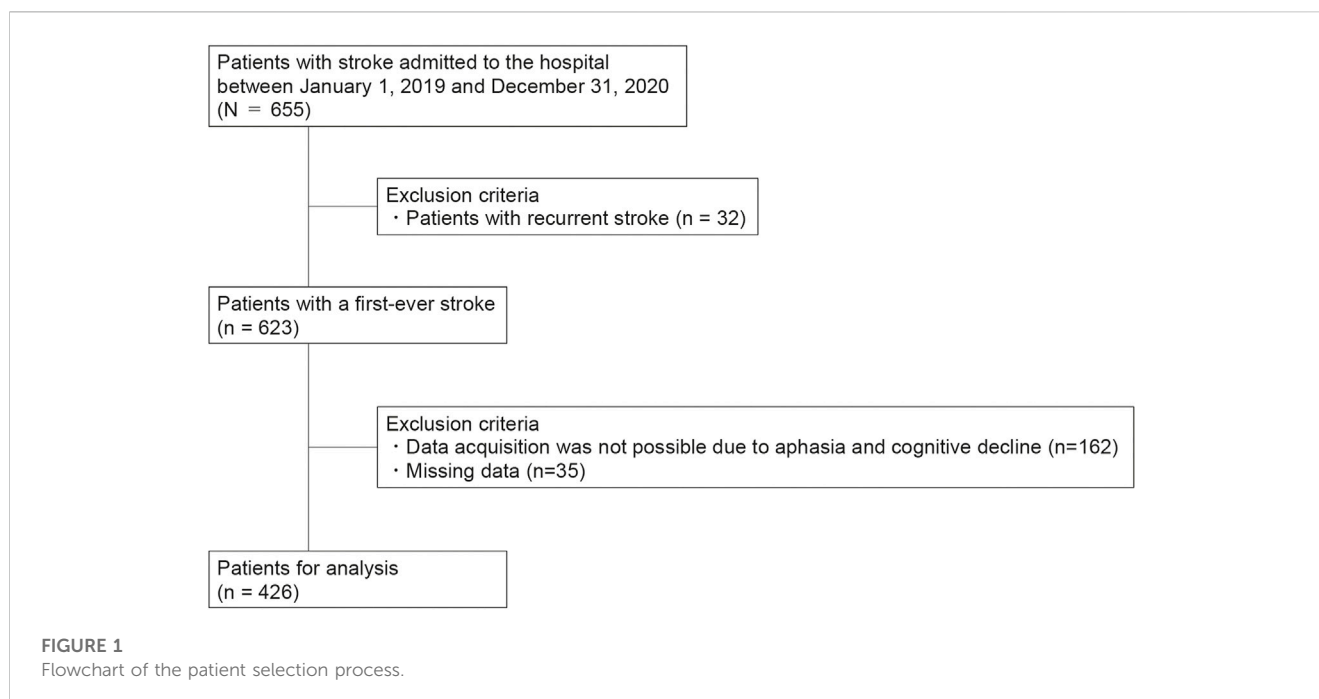 Patients with stroke admitted to the hospital
between January 1, 2019 and December 31, 2020
(N = 655)
Exclusion criteria
・Patients with recurrent stroke (n = 32)
Patients with a first-ever stroke
(n = 623)
Exclusion criteria
・Data acquisition was not possible due to aphasia and cognitive decline (n=162)
・Missing data (n=35)
Patients for analysis
(n = 426)
FIGURE 1
Flowchart of the patient selection process.